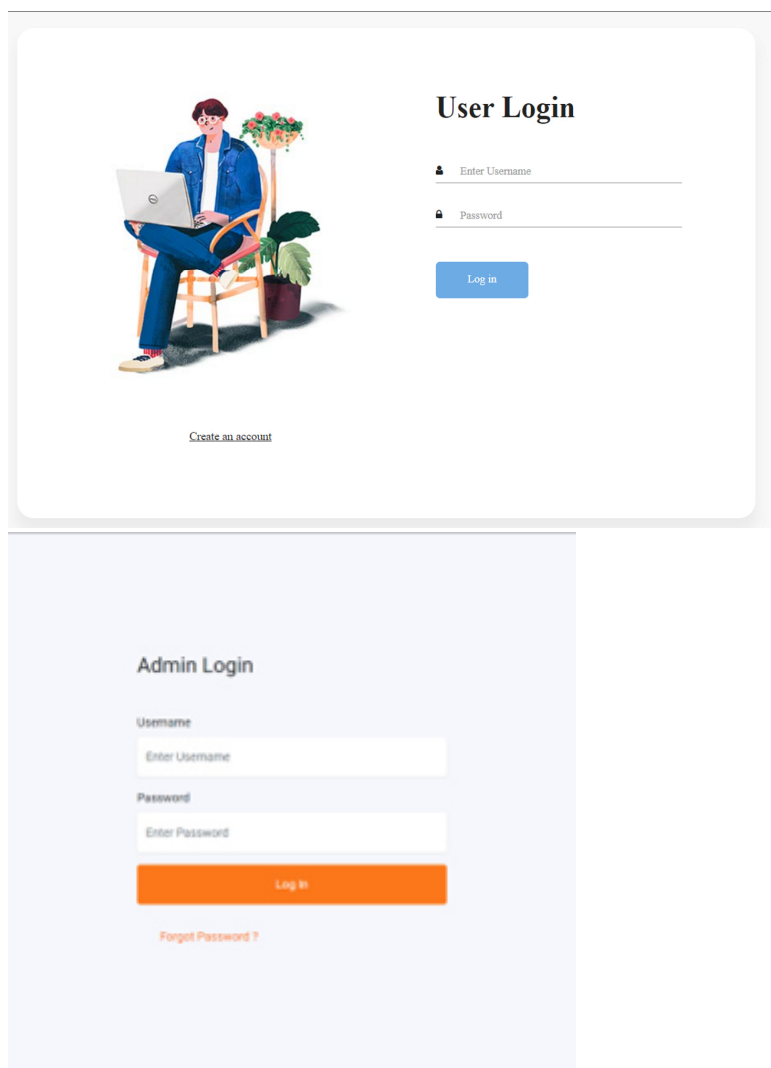 User Login
Enter Username
Password
Log in
Create an account
Admin Login
Username
Enter Username
Password
Enter Password
Log In
Forgot Password ?